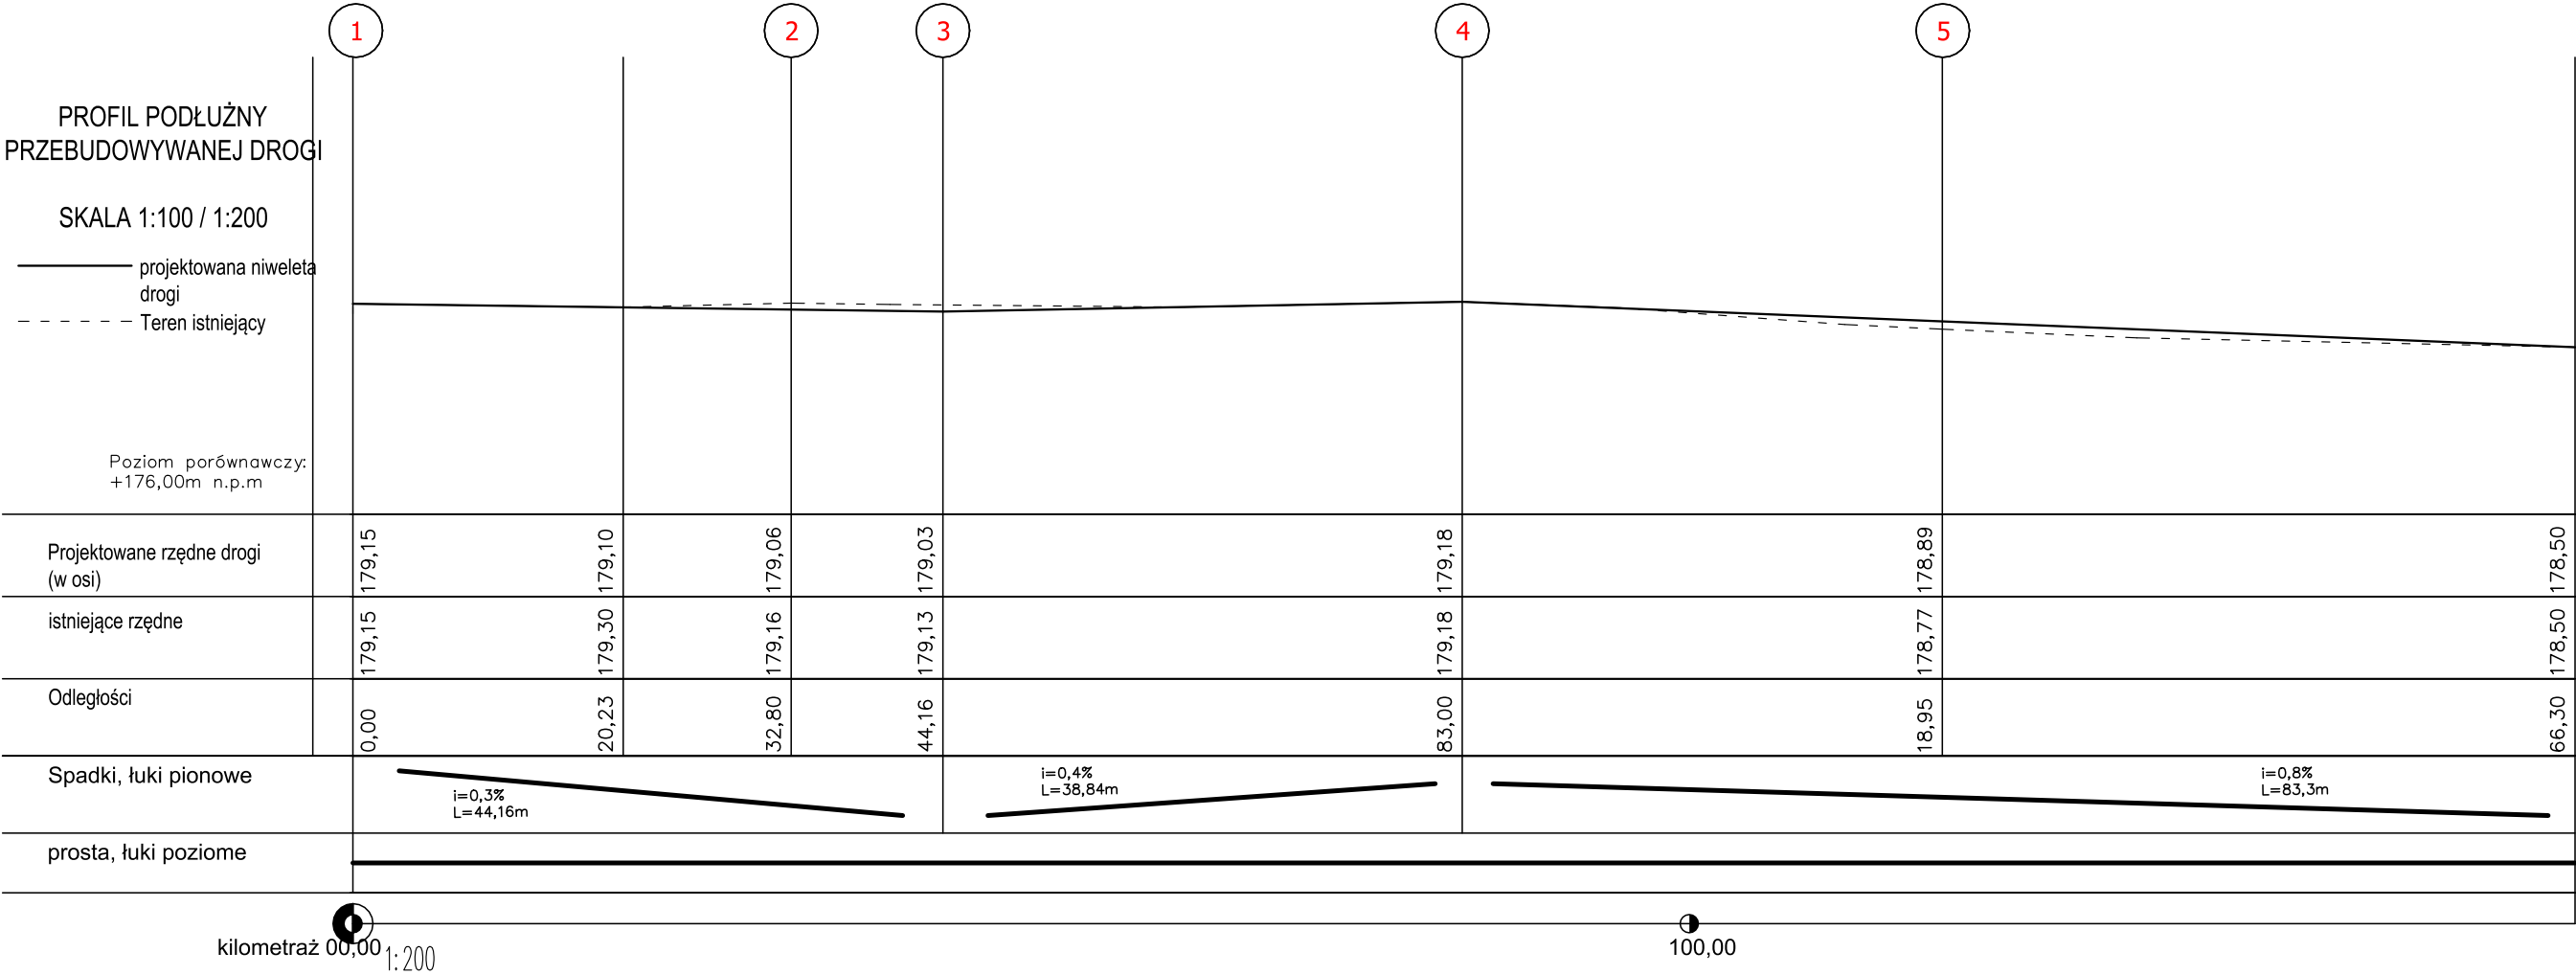 1 2 3 4 5
PROFIL PODŁUŻNY
PRZEBUDOWYWANEJ DROGI
SKALA 1:100 / 1:200
projektowana niweleta
drogi
Teren istniejący
Poziom porównawczy:
+176,00m n.p.m
Projektowane rzędne drogi
(w osi)
179,15 179,10 179,06 179,03 179,18 178,89 178,50
istniejące rzędne
179,15 179,30 179,16 179,13 179,18 178,77 178,50
Odległości
0,00 20,23 32,80 44,16 83,00 18,95 66,30
Spadki, łuki pionowe
i=0,3%
L=44,16m
i=0,4%
L=38,84m
i=0,8%
L=83,3m
prosta, łuki poziome
kilometraż 00,00
1:200
100,00